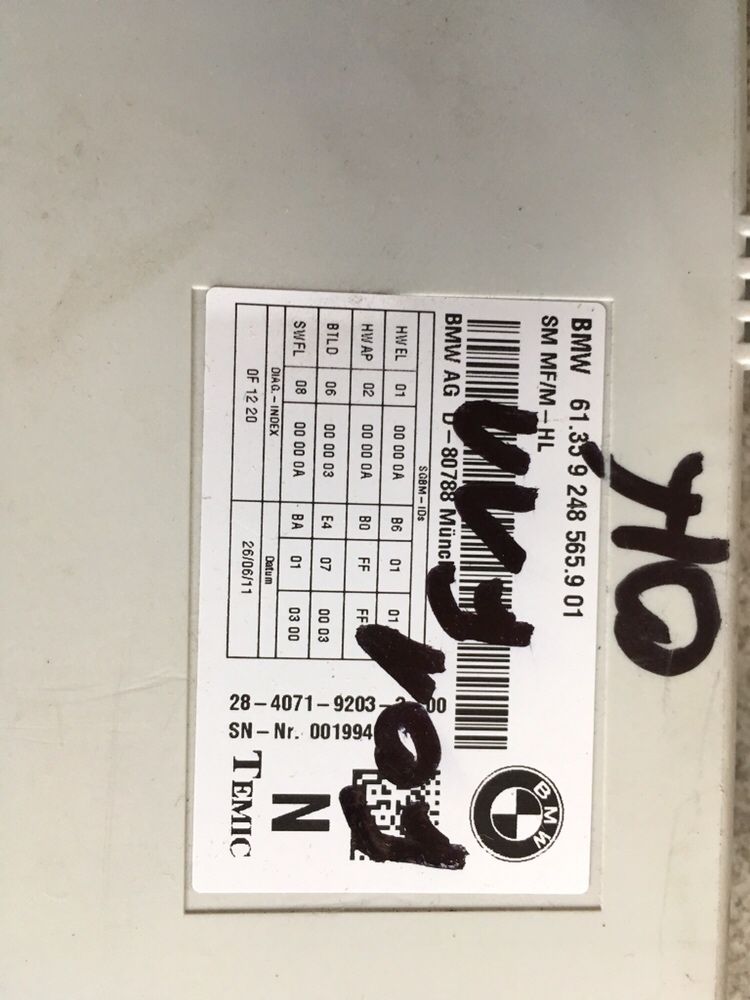 BMW 61.35 9 248 565.9 01
SM MF/M-HL
BMW AG D-80788
SGBM-IDs
HWEL 01 00 00 0A B6 01 01
HWAP 02 00 00 0A B0 FF FF
BTLD 06 00 00 03 E4 07 00 03
SWFL 08 00 00 0A BA 01 03 00
DIAG.-INDEX Datum
0F 12 20 26/06/11
28-4071-9203- 00
SN-Nr. 001994
TEMIC
N
BMW